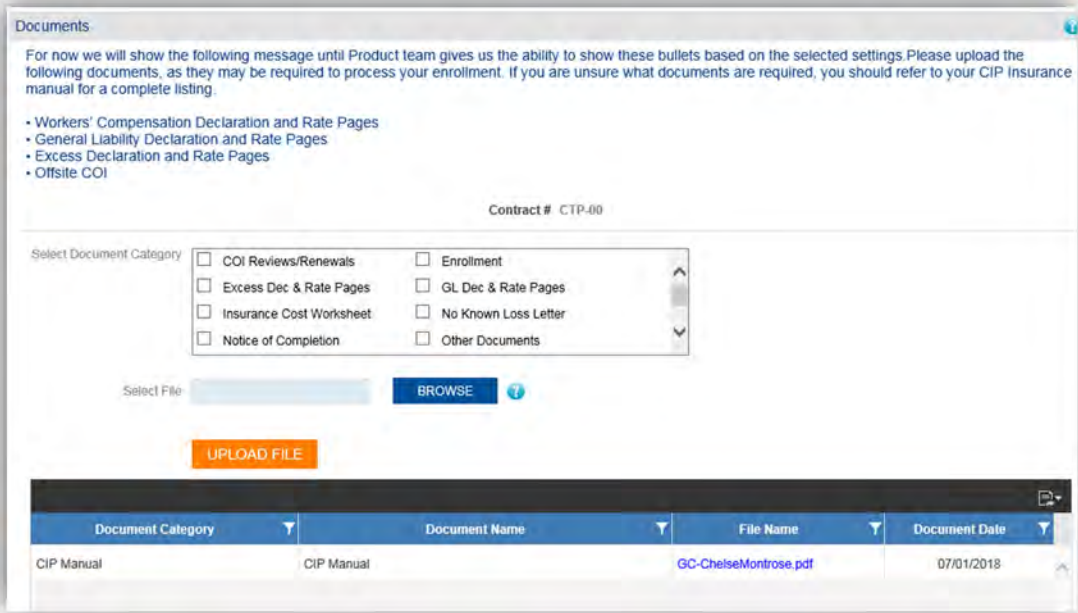 Documents
For now we will show the following message until Product team gives us the ability to show these bullets based on the selected settings.Please upload the
following documents, as they may be required to process your enrollment. If you are unsure what documents are required, you should refer to your CIP Insurance
manual for a complete listing.
• Workers' Compensation Declaration and Rate Pages
• General Liability Declaration and Rate Pages
• Excess Declaration and Rate Pages
• Offsite COI
Contract # CTP-00
Select Document Category
COI Reviews/Renewals Enrollment
Excess Dec & Rate Pages GL Dec & Rate Pages
Insurance Cost Worksheet No Known Loss Letter
Notice of Completion Other Documents
Select File BROWSE ?
UPLOAD FILE
Document Category Document Name File Name Document Date
CIP Manual CIP Manual GC-ChelseMontrose.pdf 07/01/2018